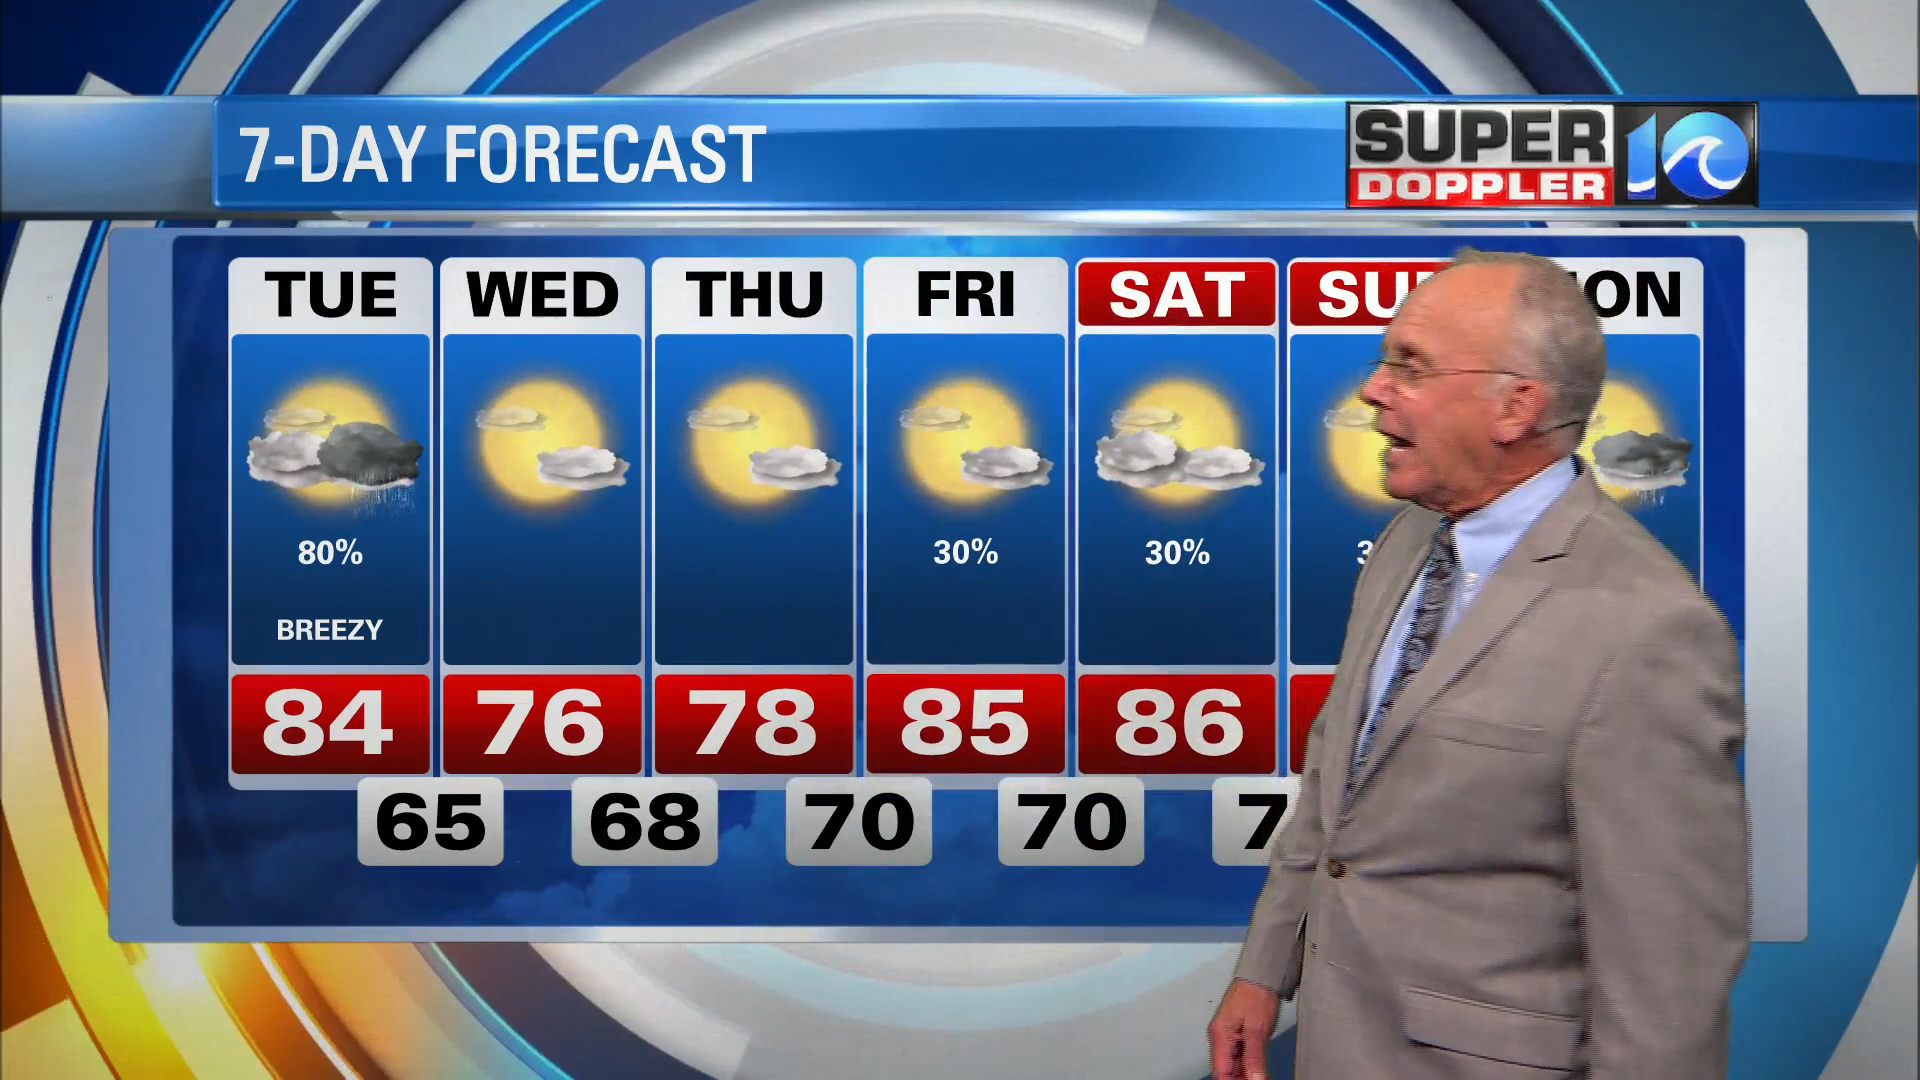 7-DAY FORECAST
SUPER
DOPPLER
10
TUE WED THU FRI SAT
80% 30% 30%
BREEZY
84 76 78 85 86
65 68 70 70